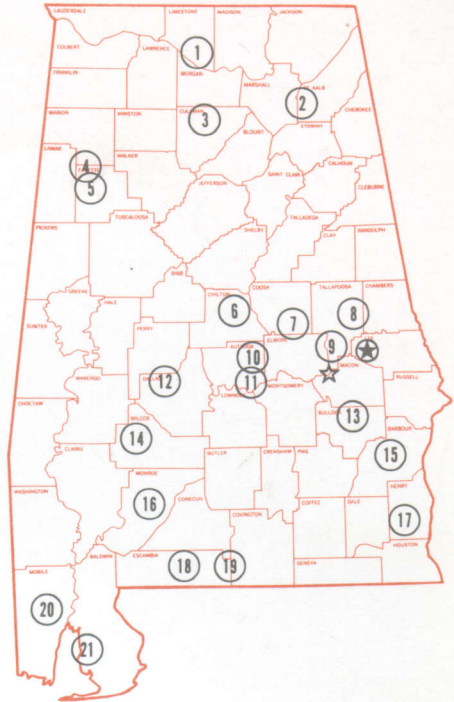 LAUDERDALE
LIMESTONE
MADISON
JACKSON
COLBERT
LAWRENCE
1
FRANKLIN
MORGAN
MARSHALL
2
CHEROKEE
MARION
WINSTON
3
BLOUNT
ETOWAH
LAMAR
4
WALKER
CALHOUN
5
JEFFERSON
SAINT CLAIR
CLEBURNE
TUSCALOOSA
TALLADEGA
PICKENS
SHELBY
CLAY
RANDOLPH
BIBB
GREENE
HALE
CHILTON
COOSA
TALLAPOOSA
CHAMBERS
6
7
8
SUMTER
PERRY
ELMORE
9
10
MACON
MARENGO
12
11
MONTGOMERY
RUSSELL
CHOCTAW
WILCOX
BULLOCK
13
BARBOUR
14
CLARKE
BUTLER
CRENSHAW
PIKE
15
MONROE
WASHINGTON
16
CONECUH
COFFEE
DALE
HENRY
COVINGTON
17
HOUSTON
BALDWIN
ESCAMBIA
18
19
GENEVA
MOBILE
20
21